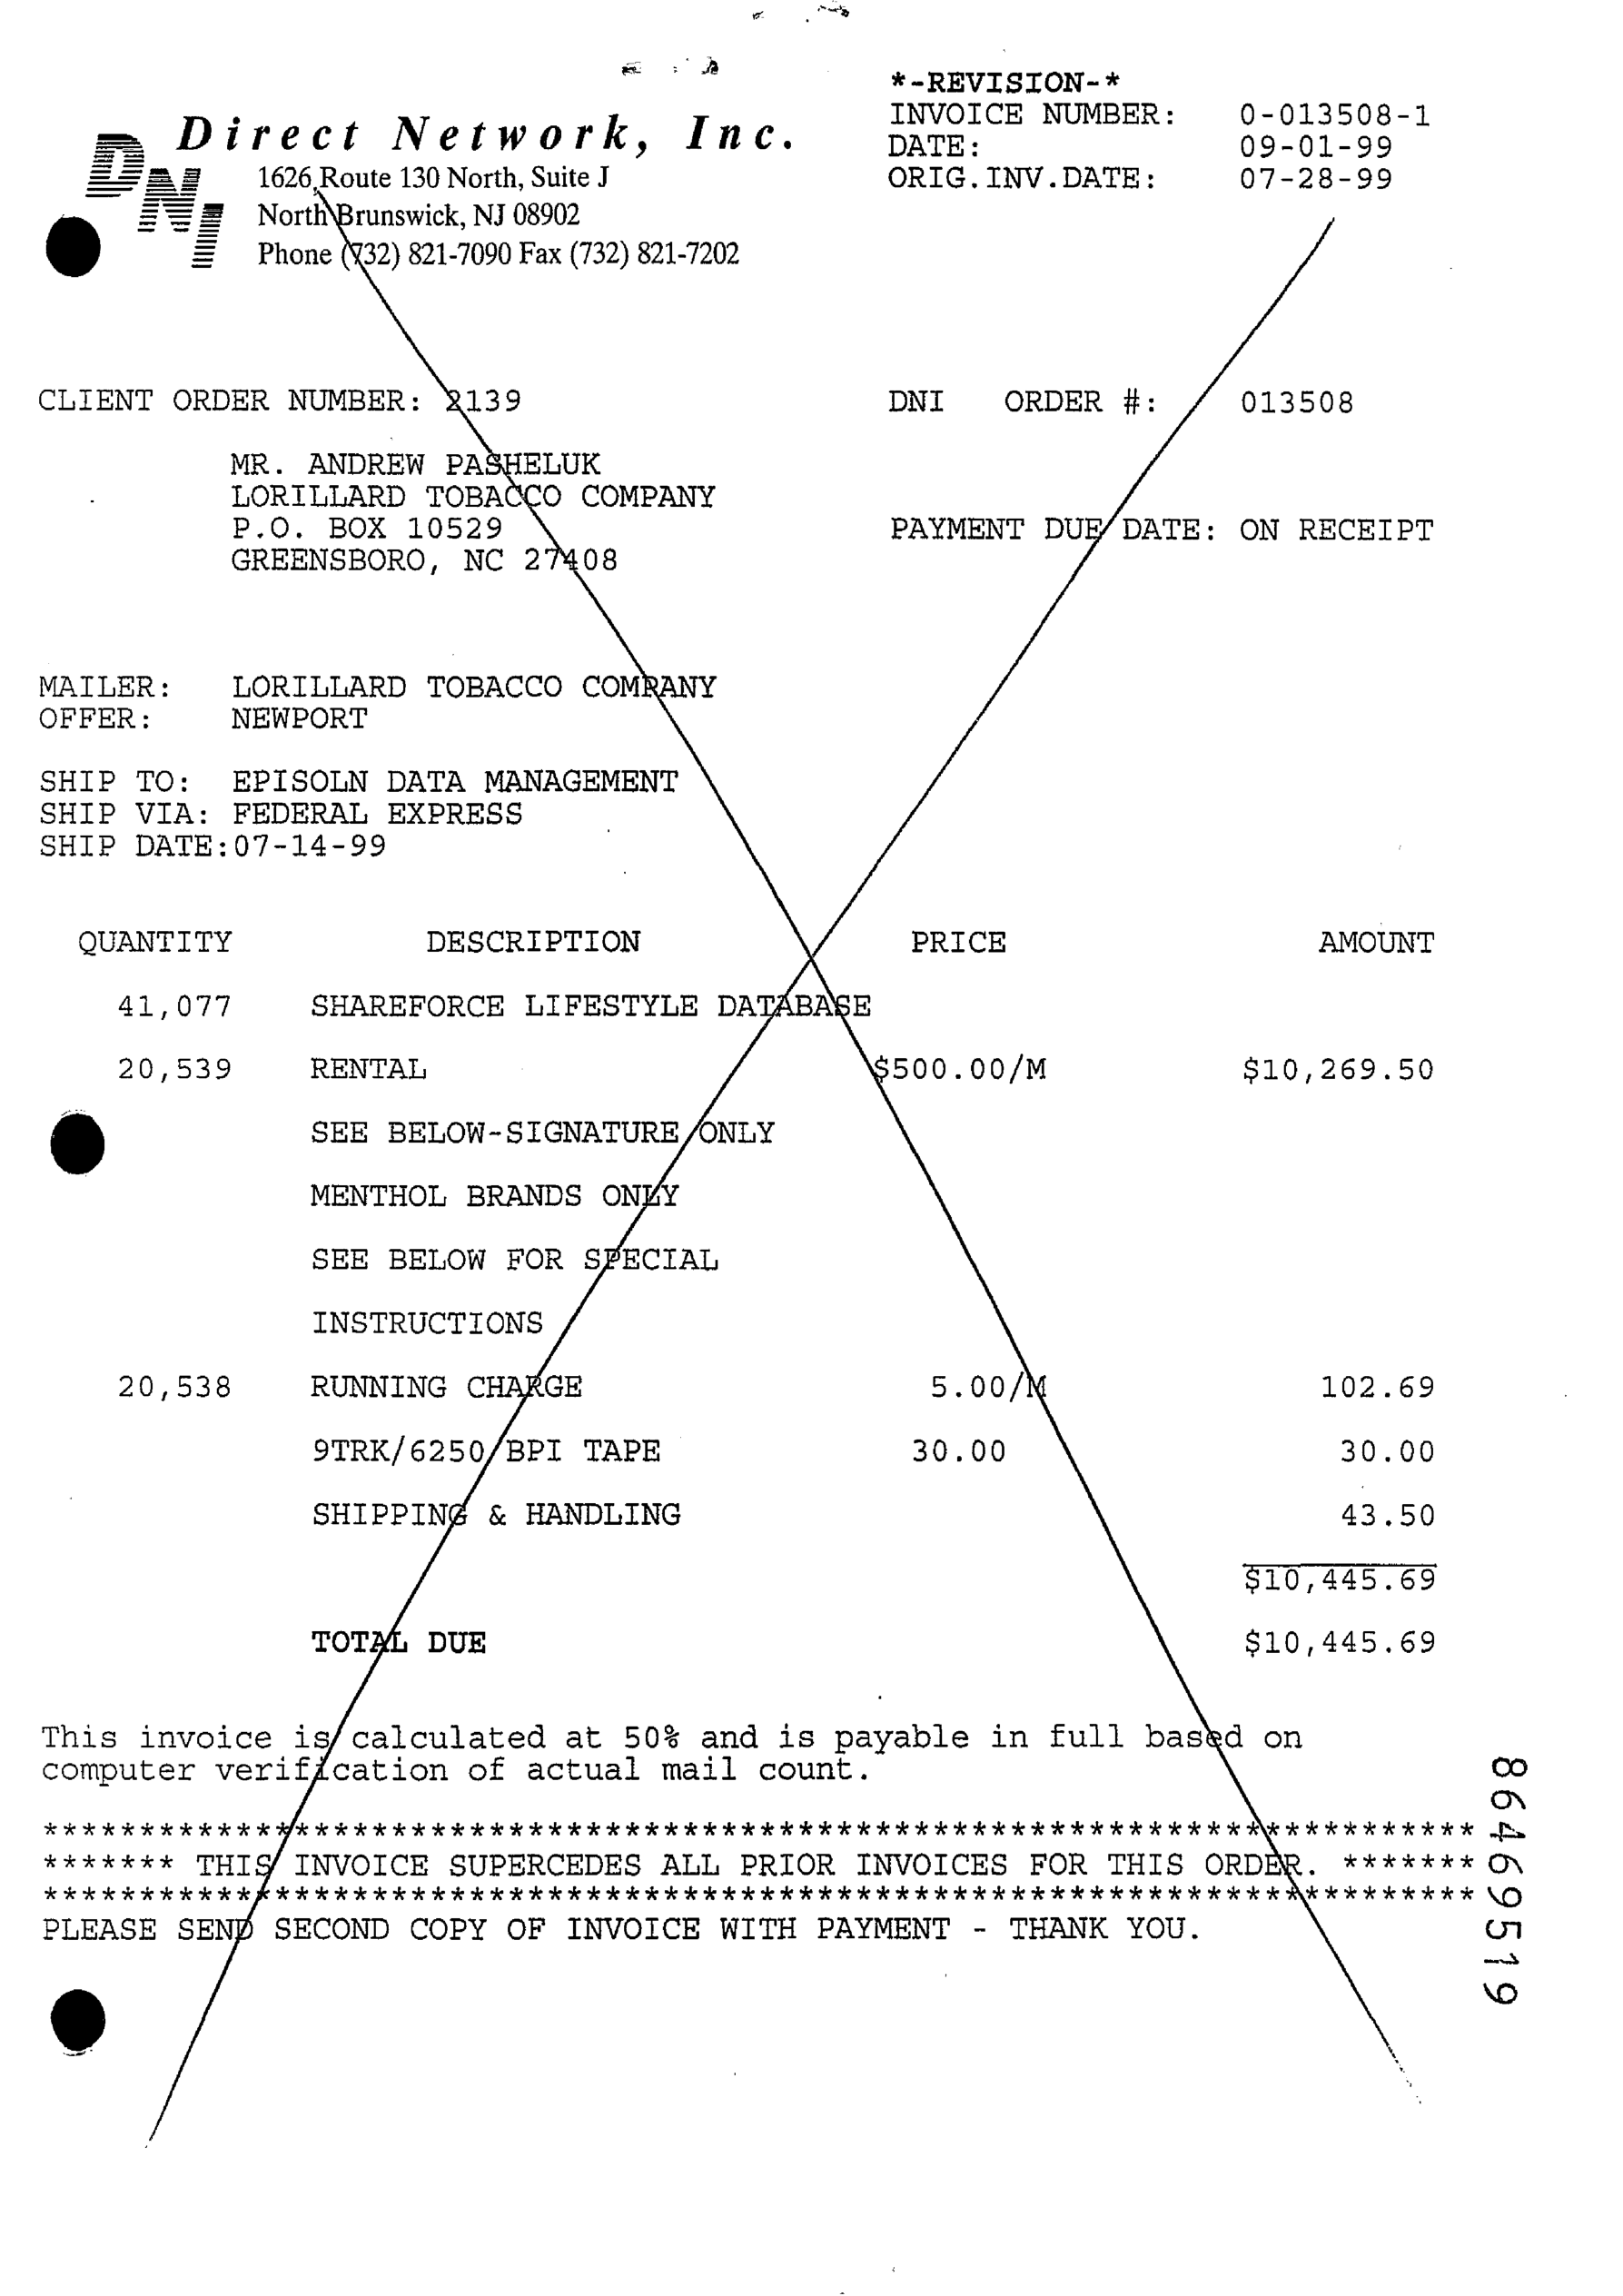 *-REVISION-*
INVOICE NUMBER: 0-013508-1
DATE: 09-01-99
ORIG.INV.DATE: 07-28-99
DNI
Direct Network, Inc.
1626 Route 130 North, Suite J
North Brunswick, NJ 08902
Phone (732) 821-7090 Fax (732) 821-7202
CLIENT ORDER NUMBER: 2139 DNI ORDER #: 013508
MR. ANDREW PASHELUK
LORILLARD TOBACCO COMPANY
P.O. BOX 10529 PAYMENT DUE DATE: ON RECEIPT
GREENSBORO, NC 27408
MAILER: LORILLARD TOBACCO COMPANY
OFFER: NEWPORT
SHIP TO: EPISOLN DATA MANAGEMENT
SHIP VIA: FEDERAL EXPRESS
SHIP DATE:07-14-99
QUANTITY DESCRIPTION PRICE AMOUNT
41,077 SHAREFORCE LIFESTYLE DATABASE
20,539 RENTAL $500.00/M $10,269.50
SEE BELOW-SIGNATURE ONLY
MENTHOL BRANDS ONLY
SEE BELOW FOR SPECIAL
INSTRUCTIONS
20,538 RUNNING CHARGE 5.00/M 102.69
9TRK/6250 BPI TAPE 30.00 30.00
SHIPPING & HANDLING 43.50
$10,445.69
TOTAL DUE $10,445.69
This invoice is calculated at 50% and is payable in full based on
computer verification of actual mail count.
**************************************************************************
******* THIS INVOICE SUPERCEDES ALL PRIOR INVOICES FOR THIS ORDER. *******
**************************************************************************
PLEASE SEND SECOND COPY OF INVOICE WITH PAYMENT - THANK YOU.
86469519